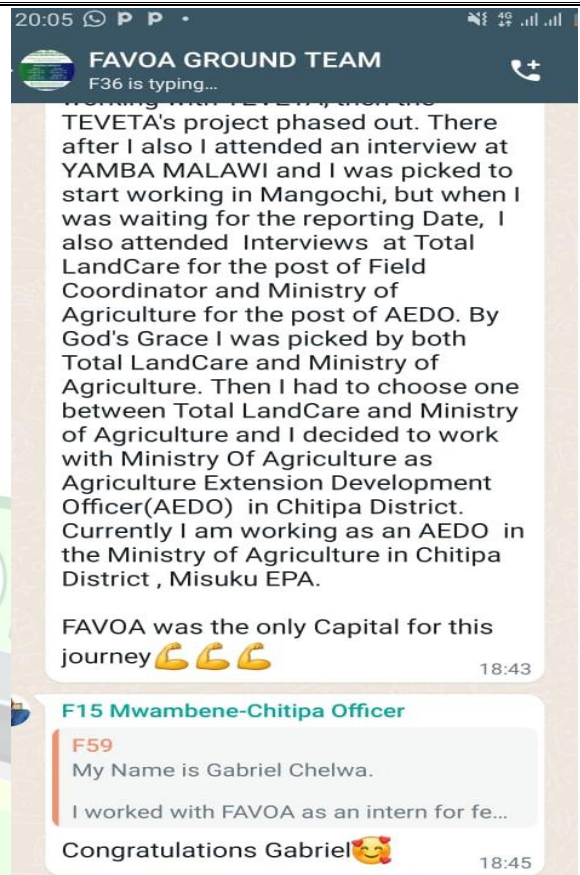 20:05
4G
FAVOA GROUND TEAM
F36 is typing...
working with TEVETA, then the
TEVETA's project phased out. There
after I also I attended an interview at
YAMBA MALAWI and I was picked to
start working in Mangochi, but when I
was waiting for the reporting Date, I
also attended Interviews at Total
LandCare for the post of Field
Coordinator and Ministry of
Agriculture for the post of AEDO. By
God's Grace I was picked by both
Total LandCare and Ministry of
Agriculture. Then I had to choose one
between Total LandCare and Ministry
of Agriculture and I decided to work
with Ministry Of Agriculture as
Agriculture Extension Development
Officer(AEDO) in Chitipa District.
Currently I am working as an AEDO in
the Ministry of Agriculture in Chitipa
District , Misuku EPA.
FAVOA was the only Capital for this
journey💪💪💪
18:43
F15 Mwambene-Chitipa Officer
F59
My Name is Gabriel Chelwa.
I worked with FAVOA as an intern for fe...
Congratulations Gabriel🥰
18:45